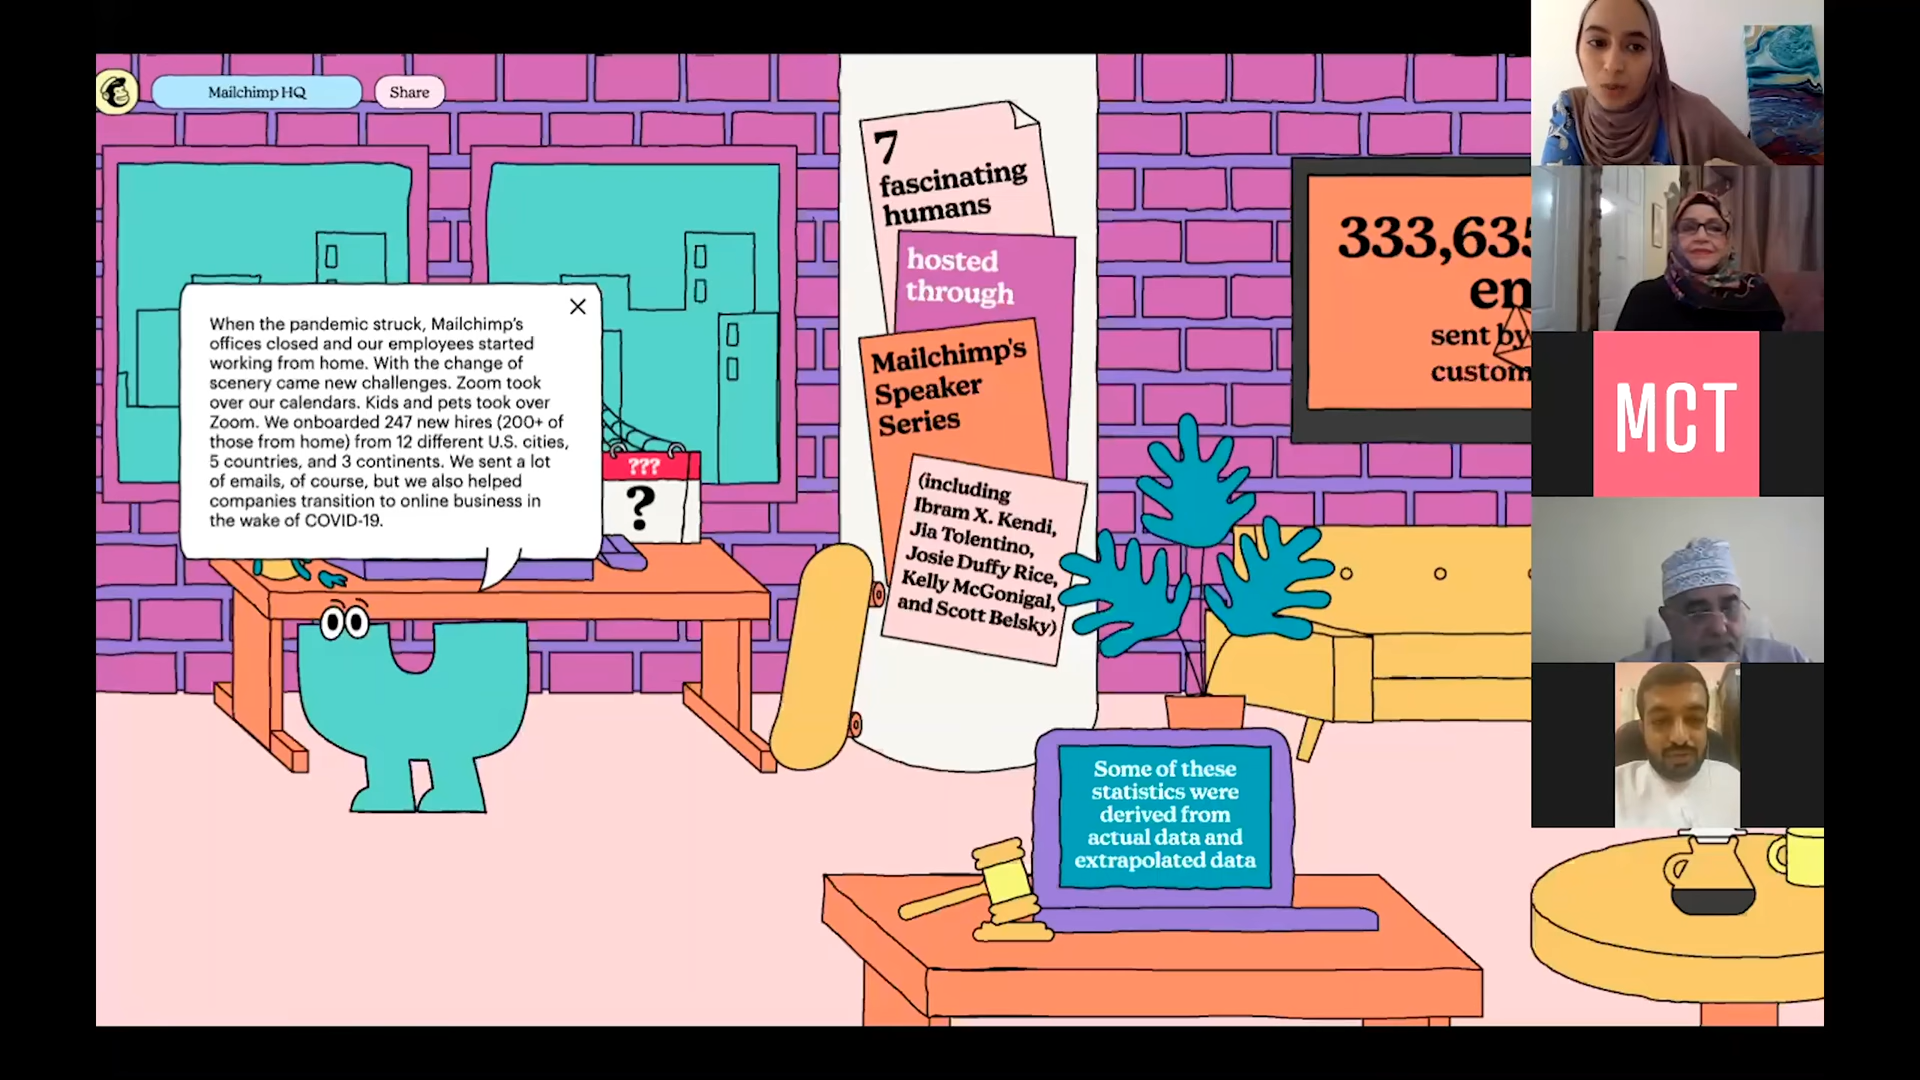 Mailchimp HQ
Share
When the pandemic struck, Mailchimp's
offices closed and our employees started
working from home. With the change of
scenery came new challenges. Zoom took
over our calendars. Kids and pets took over
Zoom. We onboarded 247 new hires (200+ of
those from home) from 12 different U.S. cities,
5 countries, and 3 continents. We sent a lot
of emails, of course, but we also helped
companies transition to online business in
the wake of COVID-19.
???
?
7
fascinating
humans
hosted
through
Mailchimp's
Speaker
Series
(including
Ibram X. Kendi,
Jia Tolentino,
Josie Duffy Rice,
Kelly McGonigal,
and Scott Belsky)
333,635
em
sent by
custom
Some of these
statistics were
derived from
actual data and
extrapolated data
MCT